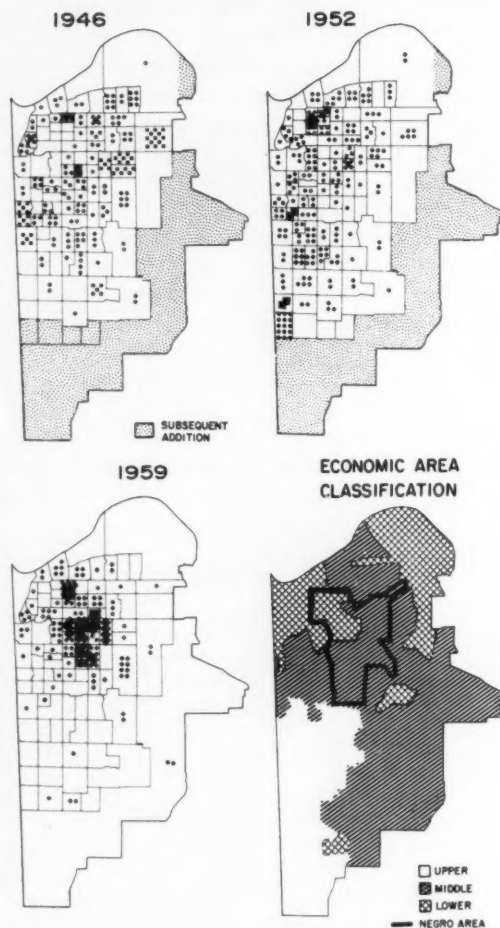 1946
1952
SUBSEQUENT
ADDITION
1959
ECONOMIC AREA
CLASSIFICATION
UPPER
MIDDLE
LOWER
NEGRO AREA